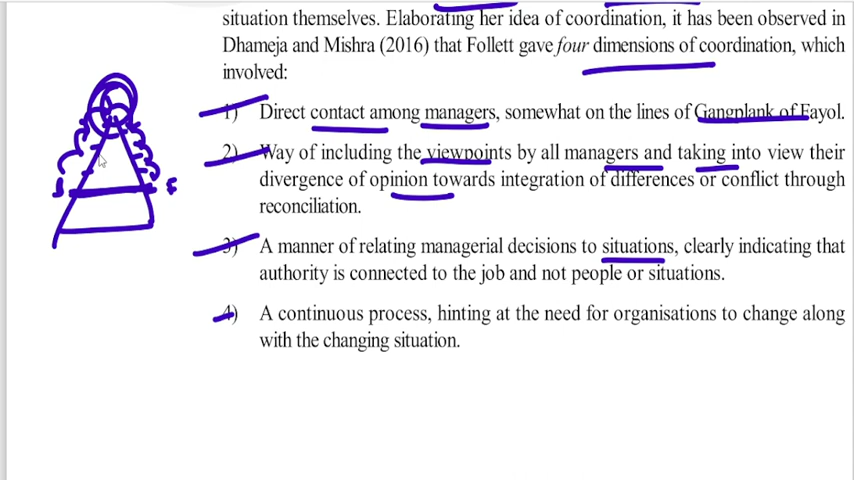 situation themselves. Elaborating her idea of coordination, it has been observed in
Dhameja and Mishra (2016) that Follett gave four dimensions of coordination, which
involved:
1) Direct contact among managers, somewhat on the lines of Gangplank of Fayol.
2) Way of including the viewpoints by all managers and taking into view their
divergence of opinion towards integration of differences or conflict through
reconciliation.
3) A manner of relating managerial decisions to situations, clearly indicating that
authority is connected to the job and not people or situations.
4) A continuous process, hinting at the need for organisations to change along
with the changing situation.